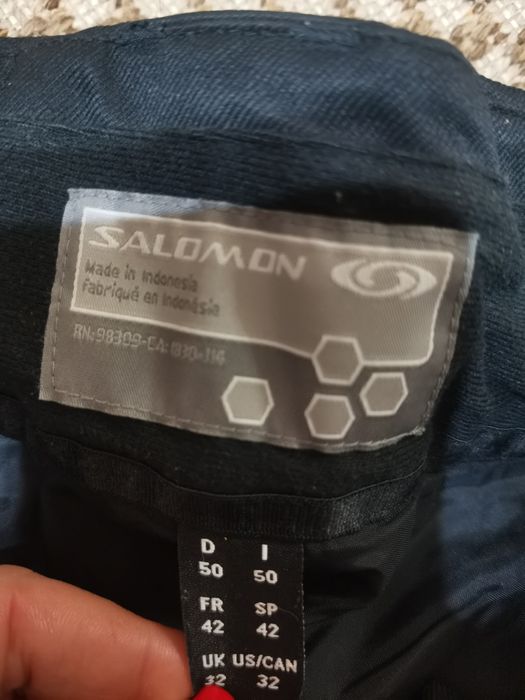 SALOMON
Made in Indonesia
Fabriqué en Indonésie
RN:98309-CA:1830-114
D I
50 50
FR SP
42 42
UK US/CAN
32 32